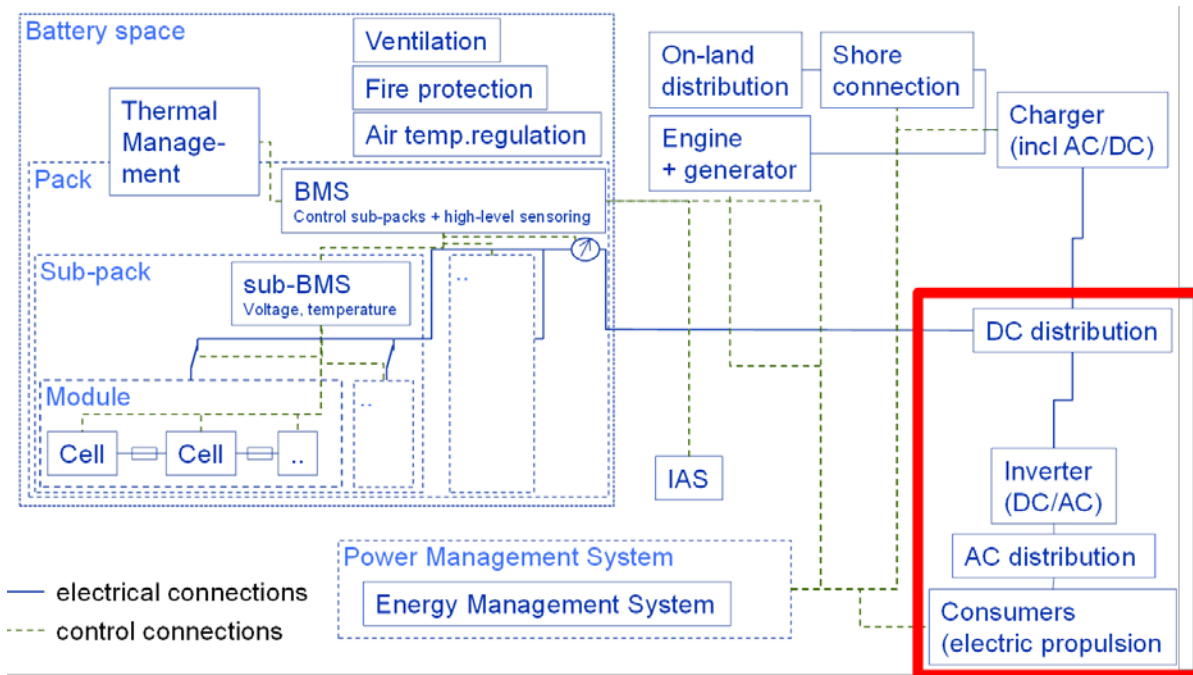 Battery space
Ventilation
Fire protection
Air temp.regulation
Thermal
Manage-
ment
Pack
BMS
Control sub-packs + high-level sensoring
Sub-pack
sub-BMS
Voltage, temperature
..
Module
..
Cell
Cell
..
On-land
distribution
Shore
connection
Engine
+ generator
Charger
(incl AC/DC)
DC distribution
Inverter
(DC/AC)
AC distribution
Consumers
(electric propulsion
IAS
Power Management System
Energy Management System
electrical connections
control connections